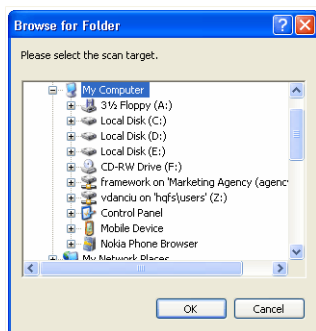 Browse for Folder
Please select the scan target.
My Computer
3½ Floppy (A:)
Local Disk (C:)
Local Disk (D:)
Local Disk (E:)
CD-RW Drive (F:)
framework on 'Marketing Agency (agenc
vdanciu on 'hqfs\users' (Z:)
Control Panel
Mobile Device
Nokia Phone Browser
My Network Places
OK Cancel